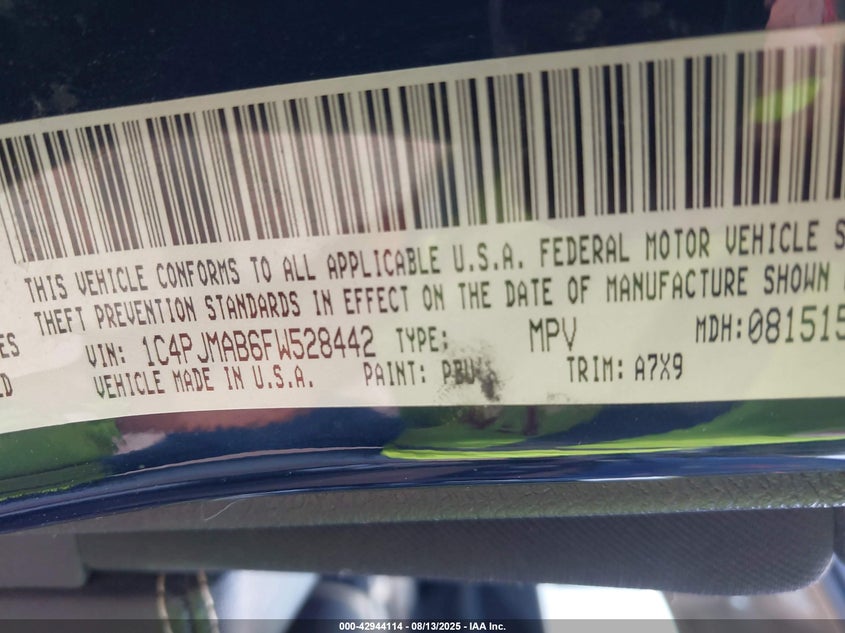 THIS VEHICLE CONFORMS TO ALL APPLICABLE U.S.A. FEDERAL MOTOR VEHICLE S
THEFT PREVENTION STANDARDS IN EFFECT ON THE DATE OF MANUFACTURE SHOWN
ES VIN: 1C4PJMAB6FW528442 TYPE: MPV MDH:081515
ED VEHICLE MADE IN U.S.A. PAINT: TRIM: A7X9
000-42944114 - 08/13/2025 - IAA Inc.